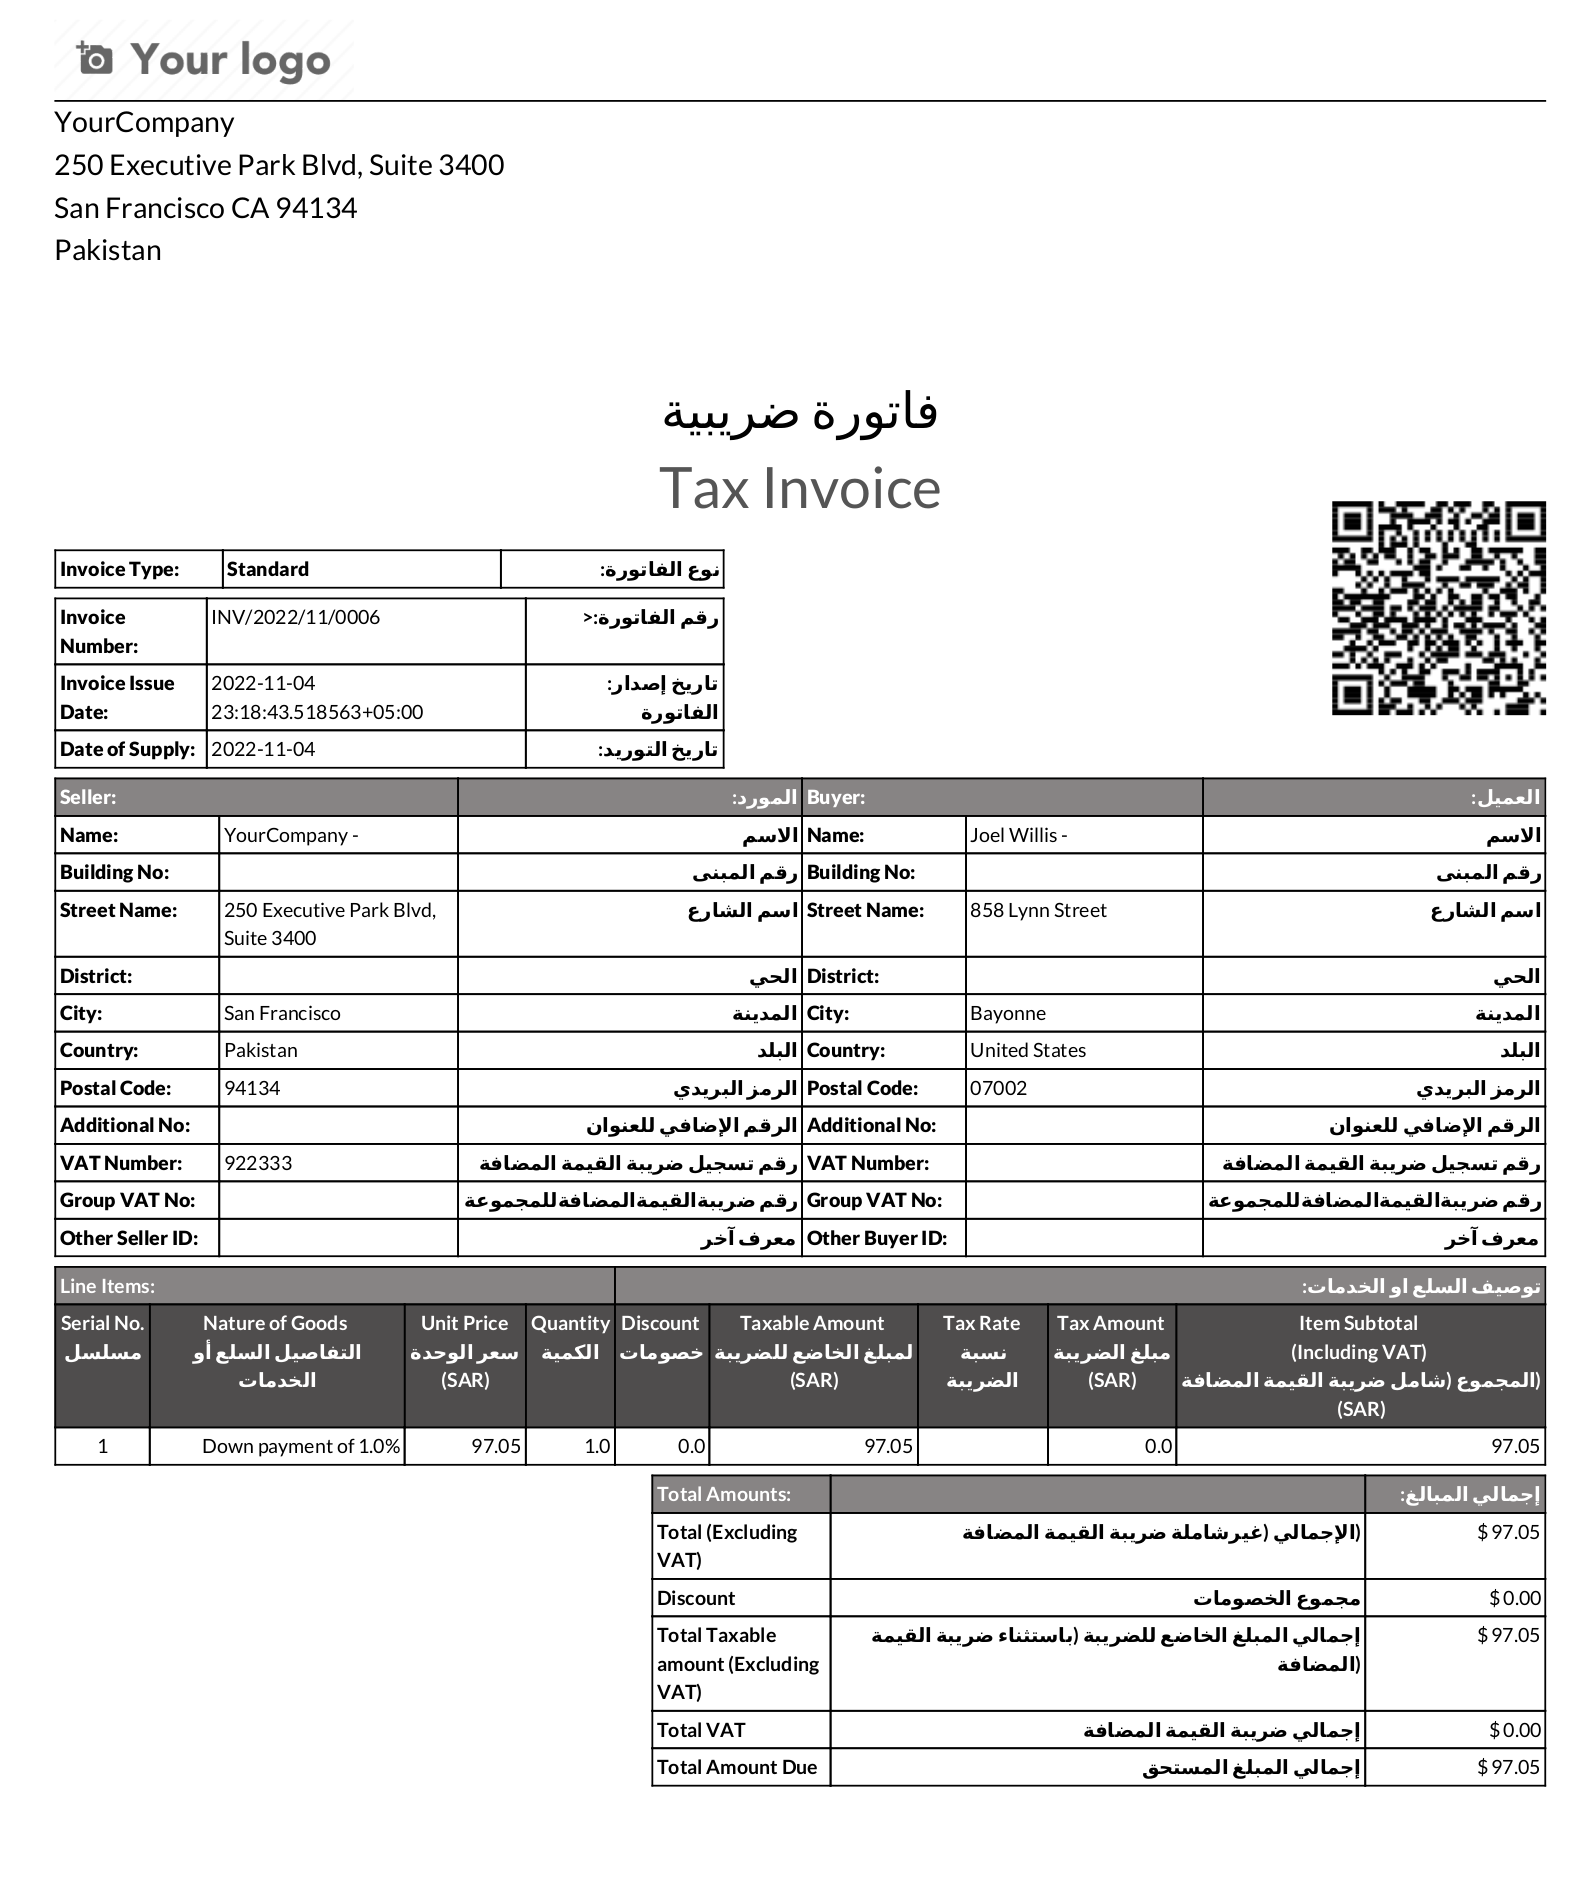 Your logo
YourCompany
250 Executive Park Blvd, Suite 3400
San Francisco CA 94134
Pakistan
فاتورة ضريبية
Tax Invoice
Invoice Type: Standard نوع الفاتورة:
Invoice Number: INV/2022/11/0006 رقم الفاتورة:>
Invoice Issue Date: 2022-11-04 23:18:43.518563+05:00 تاريخ إصدار: الفاتورة
Date of Supply: 2022-11-04 تاريخ التوريد:
Seller: المورد: Buyer: العميل:
Name: YourCompany - الاسم Name: Joel Willis - الاسم
Building No: رقم المبنى Building No: رقم المبنى
Street Name: 250 Executive Park Blvd, Suite 3400 اسم الشارع Street Name: 858 Lynn Street اسم الشارع
District: الحي District: الحي
City: San Francisco المدينة City: Bayonne المدينة
Country: Pakistan البلد Country: United States البلد
Postal Code: 94134 الرمز البريدي Postal Code: 07002 الرمز البريدي
Additional No: الرقم الإضافي للعنوان Additional No: الرقم الإضافي للعنوان
VAT Number: 922333 رقم تسجيل ضريبة القيمة المضافة VAT Number: رقم تسجيل ضريبة القيمة المضافة
Group VAT No: رقم ضريبةالقيمةالمضافةللمجموعة Group VAT No: رقم ضريبةالقيمةالمضافةللمجموعة
Other Seller ID: معرف آخر Other Buyer ID: معرف آخر
Line Items: توصيف السلع او الخدمات:
Serial No. Nature of Goods Unit Price Quantity Discount Taxable Amount Tax Rate Tax Amount Item Subtotal
مسلسل التفاصيل السلع أو سعر الوحدة الكمية خصومات لمبلغ الخاضع للضريبة نسبة مبلغ الضريبة (Including VAT)
الخدمات (SAR) (SAR) الضريبة (SAR) المجموع (شامل ضريبة القيمة المضافة)
(SAR)
1 Down payment of 1.0% 97.05 1.0 0.0 97.05 0.0 97.05
Total Amounts: إجمالي المبالغ:
Total (Excluding VAT) الإجمالي (غيرشاملة ضريبة القيمة المضافة) $ 97.05
Discount مجموع الخصومات $ 0.00
Total Taxable amount (Excluding VAT) إجمالي المبلغ الخاضع للضريبة (باستثناء ضريبة القيمة المضافة) $ 97.05
Total VAT إجمالي ضريبة القيمة المضافة $ 0.00
Total Amount Due إجمالي المبلغ المستحق $ 97.05